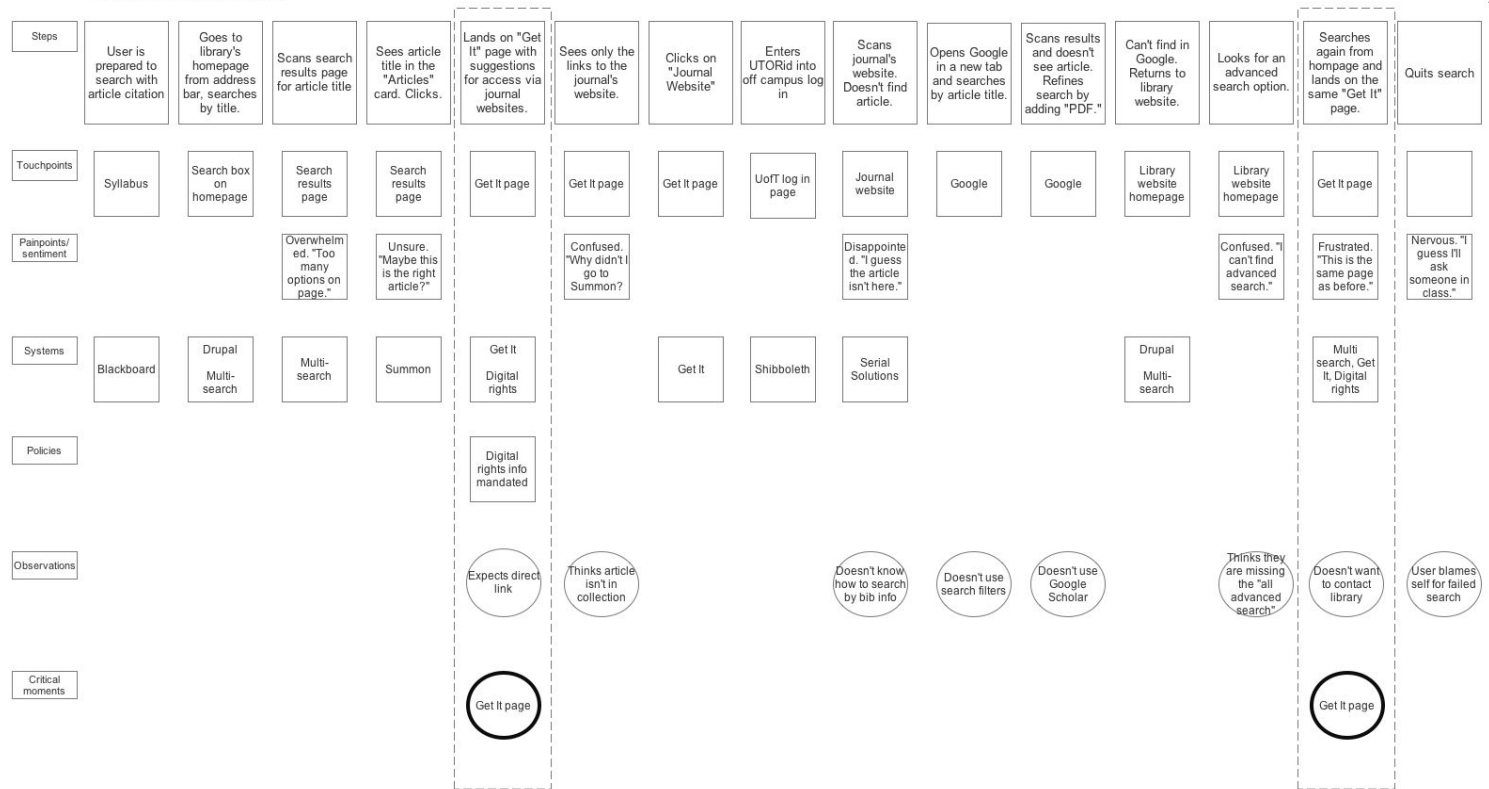 Steps
User is
prepared to
search with
article citation
Goes to
library's
homepage
from address
bar, searches
by title.
Scans search
results page
for article title
Sees article
title in the
"Articles"
card. Clicks.
Lands on "Get
It" page with
suggestions
for access via
journal
websites.
Sees only the
links to the
journal's
website.
Clicks on
"Journal
Website"
Enters
UTORid into
off campus log
in
Scans
journal's
website.
Doesn't find
article.
Opens Google
in a new tab
and searches
by article title.
Scans results
and doesn't
see article.
Refines
search by
adding "PDF."
Can't find in
Google.
Returns to
library
website.
Looks for an
advanced
search option.
Searches
again from
hompage and
lands on the
same "Get It"
page.
Quits search
Touchpoints
Syllabus
Search box
on
homepage
Search
results
page
Search
results
page
Get It page
Get It page
Get It page
UofT log in
page
Journal
website
Google
Google
Library
website
homepage
Library
website
homepage
Get It page
Painpoints/
sentiment
Overwhelm
ed. "Too
many
options on
page."
Unsure.
"Maybe this
is the right
article?"
Confused.
"Why didn't I
go to
Summon?
Disappointe
d. "I guess
the article
isn't here."
Confused. "I
can't find
advanced
search."
Frustrated.
"This is the
same page
as before."
Nervous. "I
guess I'll
ask
someone in
class."
Systems
Blackboard
Drupal
Multi-
search
Multi-
search
Summon
Get It
Digital
rights
Get It
Shibboleth
Serial
Solutions
Drupal
Multi-
search
Multi
search, Get
It, Digital
rights
Policies
Digital
rights info
mandated
Observations
Expects direct
link
Thinks article
isn't in
collection
Doesn't know
how to search
by bib info
Doesn't use
search filters
Doesn't use
Google
Scholar
Thinks they
are missing
the "all
advanced
search"
Doesn't want
to contact
library
User blames
self for failed
search
Critical
moments
Get It page
Get It page